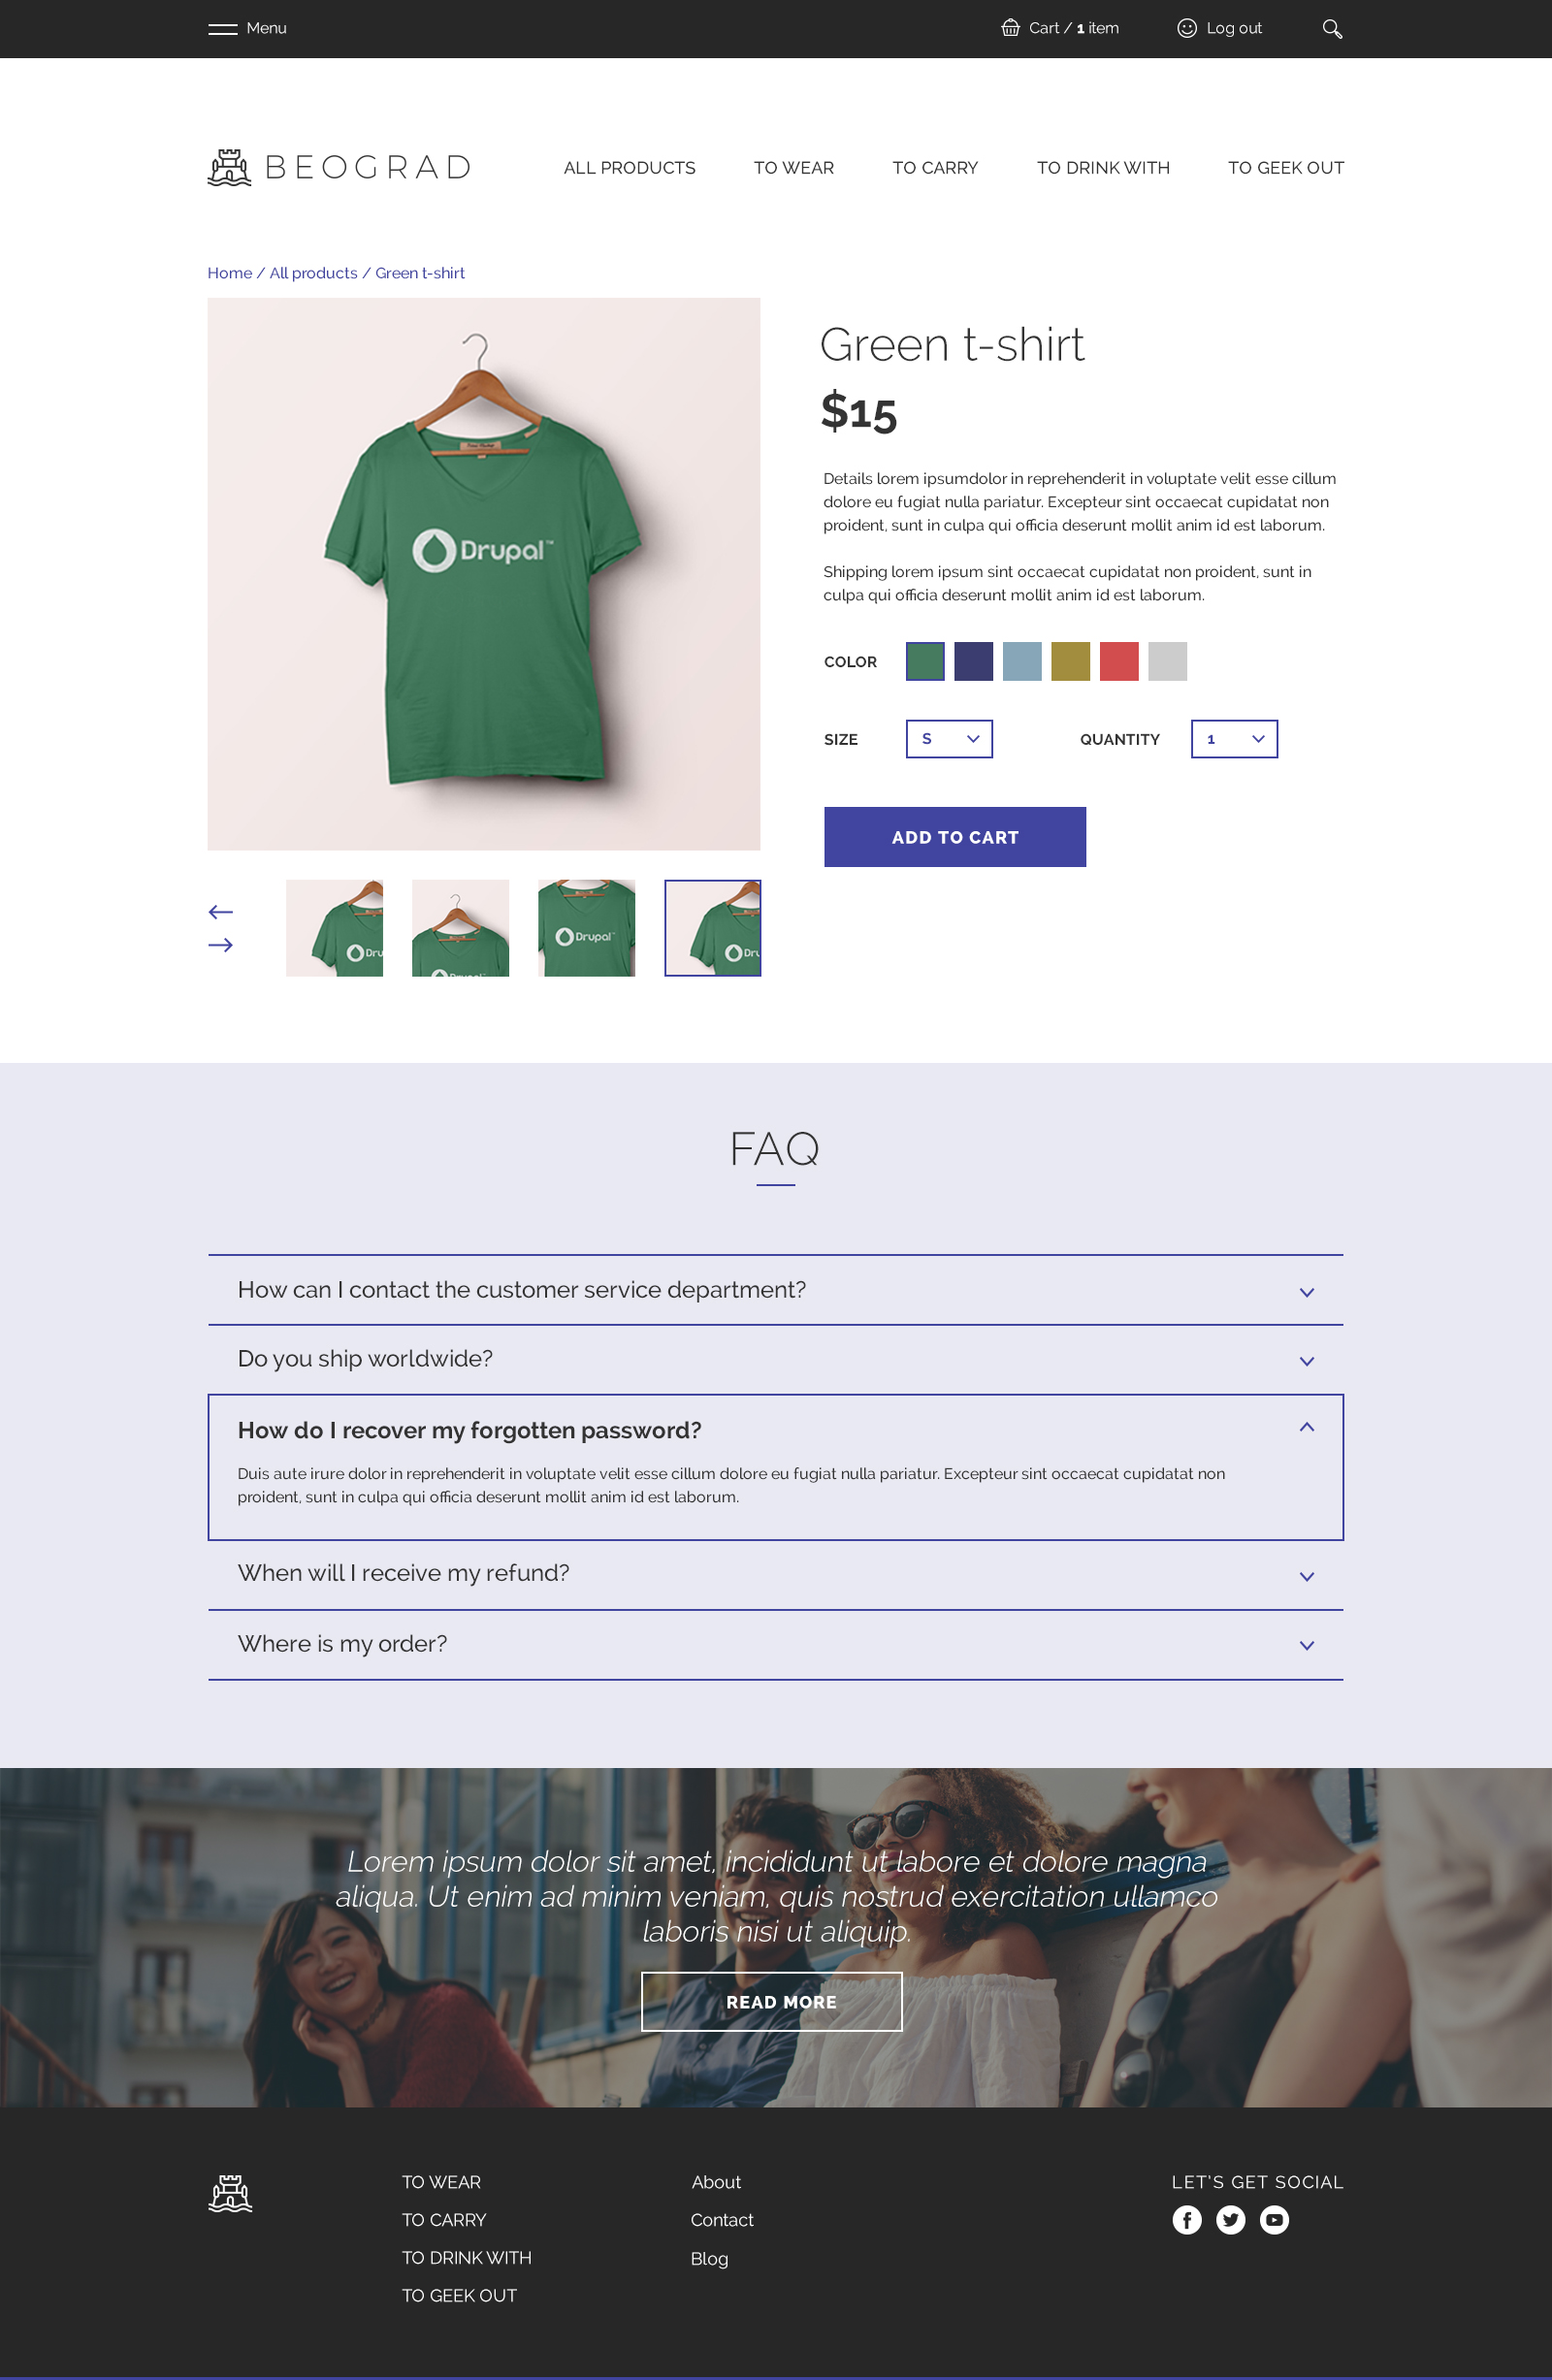 Menu
Cart / 1 item
Log out
BEOGRAD
ALL PRODUCTS
TO WEAR
TO CARRY
TO DRINK WITH
TO GEEK OUT
Home / All products / Green t-shirt
Drupal™
Green t-shirt
$15
Details lorem ipsumdolor in reprehenderit in voluptate velit esse cillum
dolore eu fugiat nulla pariatur. Excepteur sint occaecat cupidatat non
proident, sunt in culpa qui officia deserunt mollit anim id est laborum.
Shipping lorem ipsum sint occaecat cupidatat non proident, sunt in
culpa qui officia deserunt mollit anim id est laborum.
COLOR
SIZE
S
QUANTITY
1
ADD TO CART
Dru
Drupal
Drupal™
Dru
FAQ
How can I contact the customer service department?
Do you ship worldwide?
How do I recover my forgotten password?
Duis aute irure dolor in reprehenderit in voluptate velit esse cillum dolore eu fugiat nulla pariatur. Excepteur sint occaecat cupidatat non
proident, sunt in culpa qui officia deserunt mollit anim id est laborum.
When will I receive my refund?
Where is my order?
Lorem ipsum dolor sit amet, incididunt ut labore et dolore magna
aliqua. Ut enim ad minim veniam, quis nostrud exercitation ullamco
laboris nisi ut aliquip.
READ MORE
TO WEAR
TO CARRY
TO DRINK WITH
TO GEEK OUT
About
Contact
Blog
LET'S GET SOCIAL